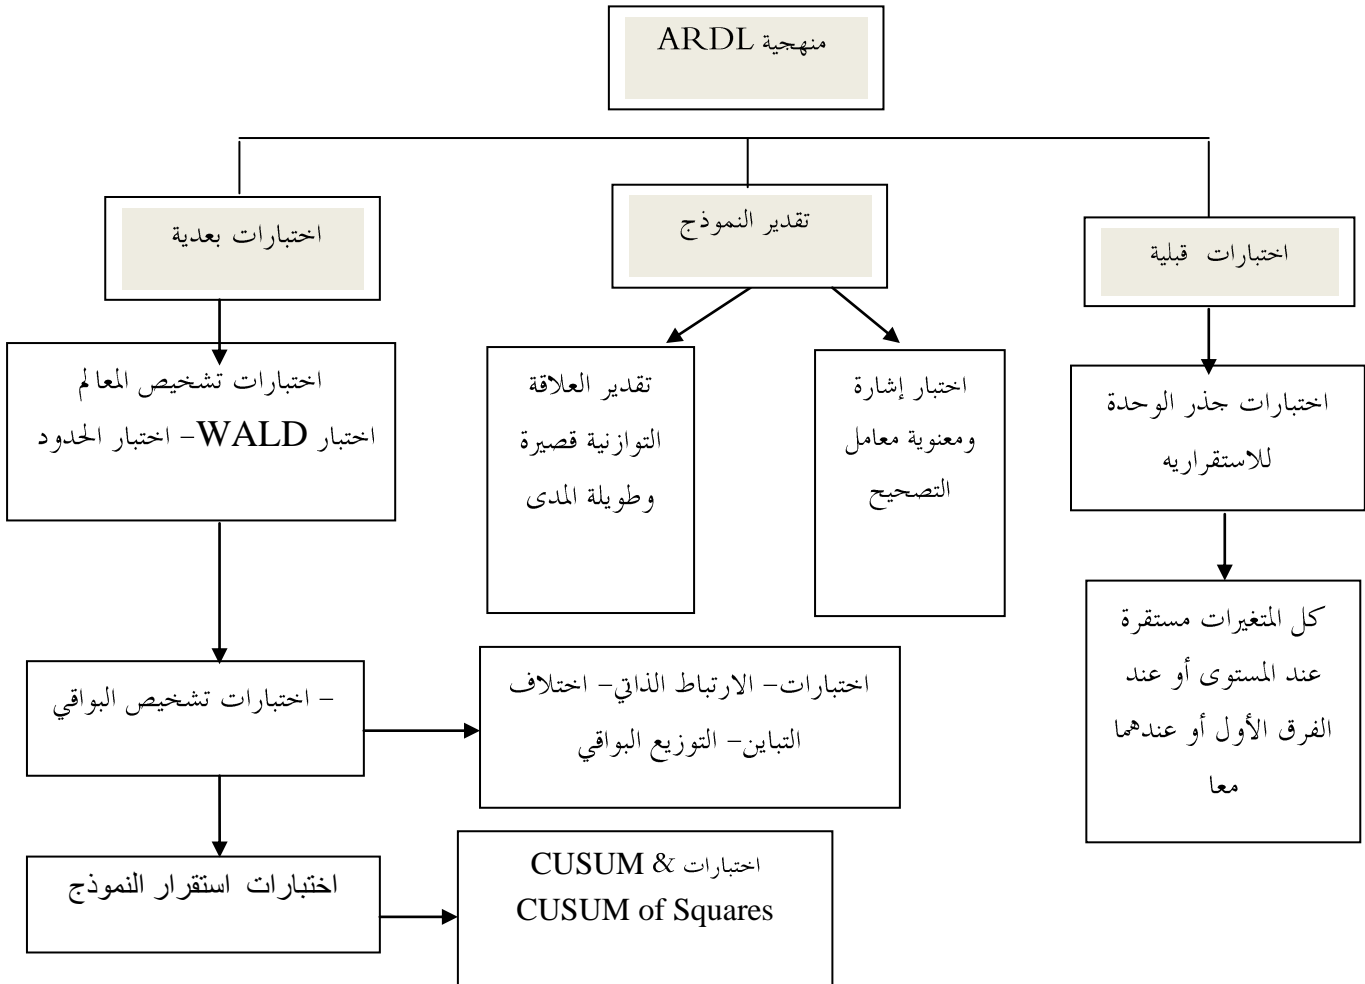 منهجية ARDL
اختبارات قبلية
تقدير النموذج
اختبارات بعدية
اختبارات جذر الوحدة
للاستقراريه
كل المتغيرات مستقرة
عند المستوى أو عند
الفرق الأول أو عندهما
معا
اختبار إشارة
ومعنوية معامل
التصحيح
تقدير العلاقة
التوازنية قصيرة
وطويلة المدى
اختبارات تشخيص المعالم
اختبار WALD- اختبار الحدود
- اختبارات تشخيص البواقي
اختبارات- الارتباط الذاتي- اختلاف
التباين- التوزيع البواقي
اختبارات استقرار النموذج
اختبارات CUSUM &
CUSUM of Squares